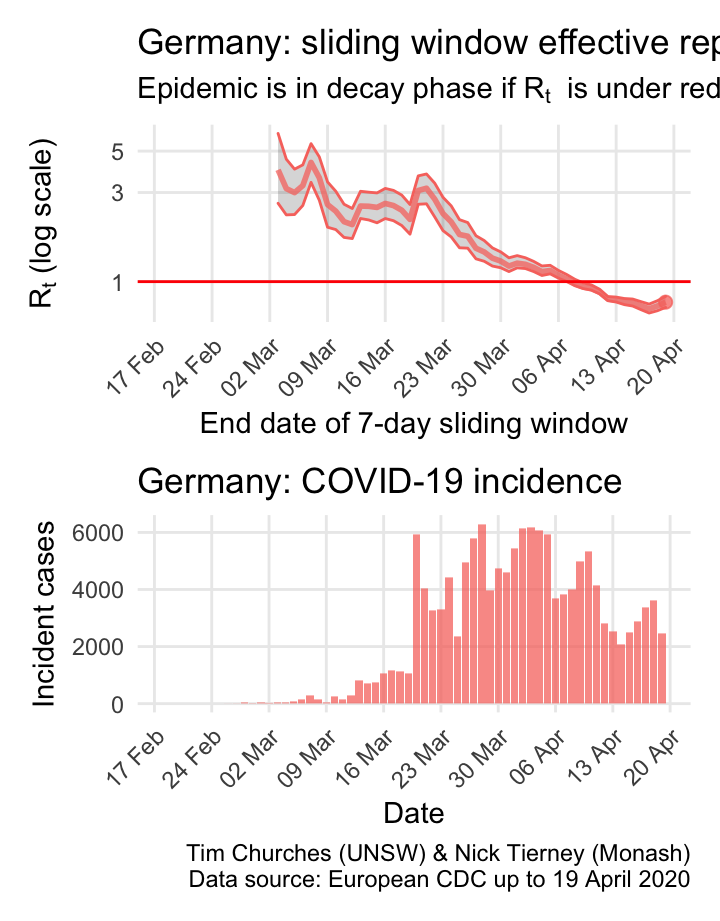 Germany: sliding window effective rep
Epidemic is in decay phase if Rt is under red
Rt (log scale)
5
3
1
17 Feb
24 Feb
02 Mar
09 Mar
16 Mar
23 Mar
30 Mar
06 Apr
13 Apr
20 Apr
End date of 7-day sliding window
Germany: COVID-19 incidence
Incident cases
6000
4000
2000
0
17 Feb
24 Feb
02 Mar
09 Mar
16 Mar
23 Mar
30 Mar
06 Apr
13 Apr
20 Apr
Date
Tim Churches (UNSW) & Nick Tierney (Monash)
Data source: European CDC up to 19 April 2020